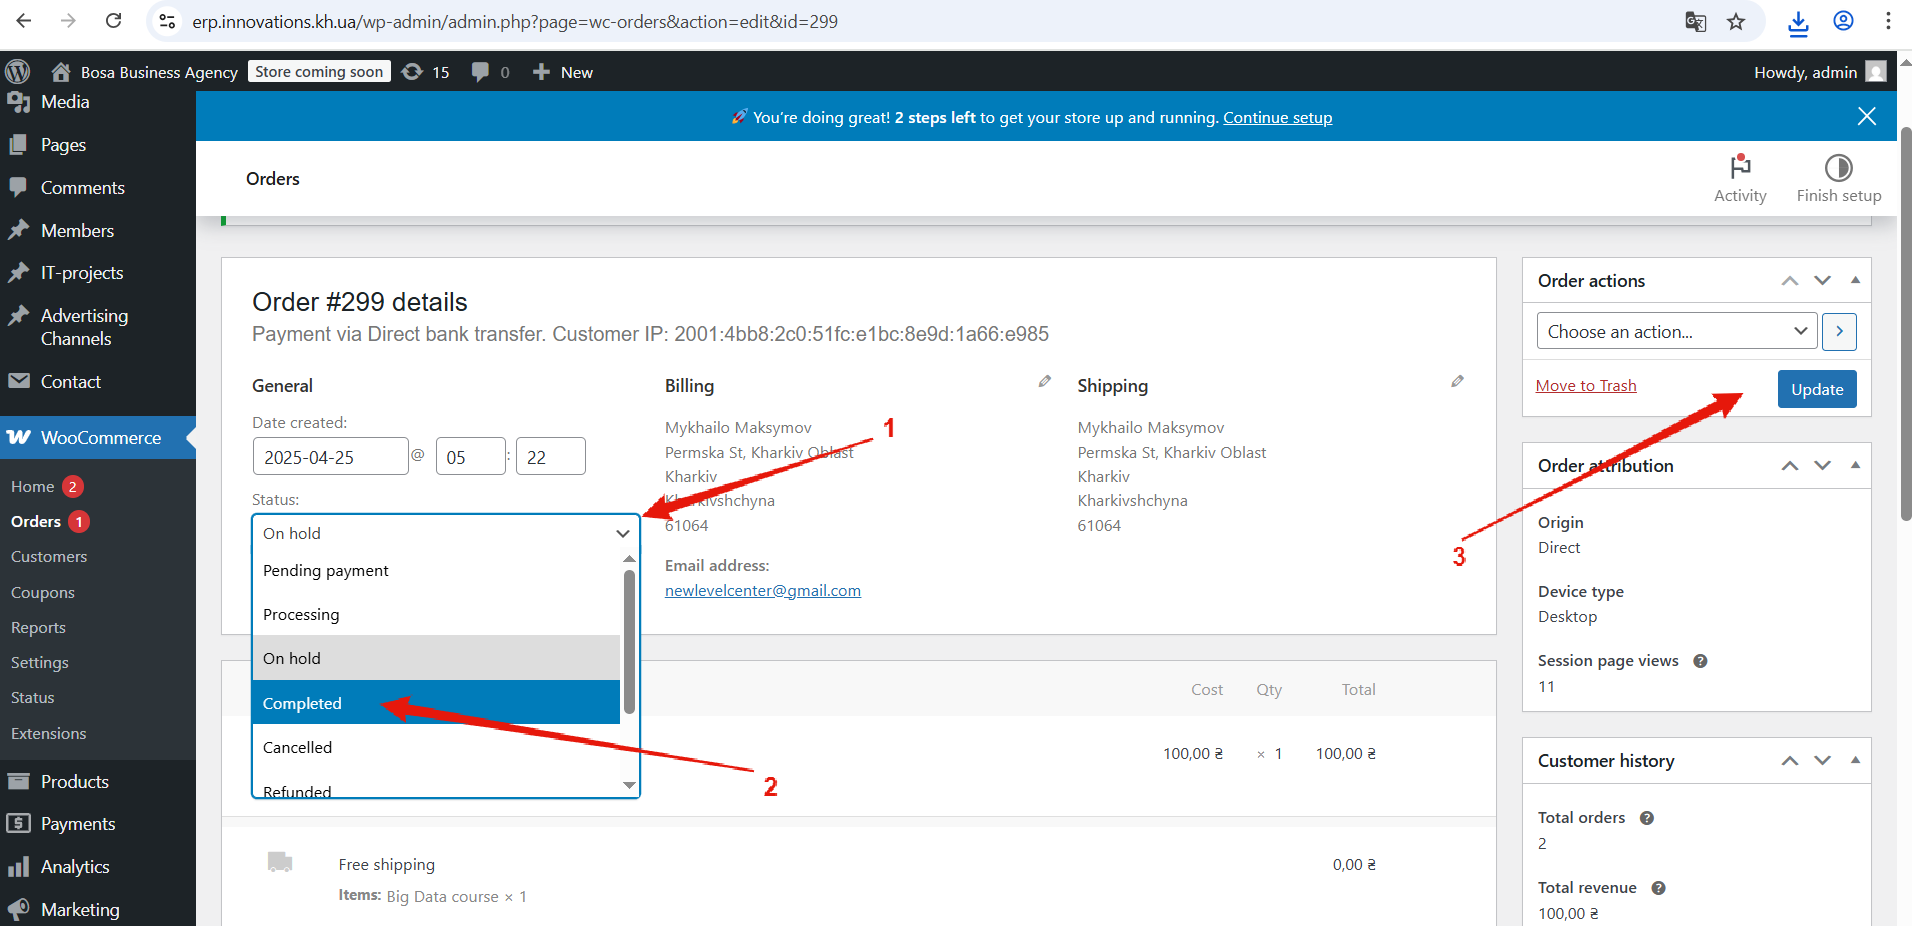 erp.innovations.kh.ua/wp-admin/admin.php?page=wc-orders&action=edit&id=299
Bosa Business Agency Store coming soon 15 0 New Howdy, admin
Media
Pages
Comments
Members
IT-projects
Advertising
Channels
Contact
WooCommerce
Home 2
Orders 1
Customers
Coupons
Reports
Settings
Status
Extensions
Products
Payments
Analytics
Marketing
🚀 You're doing great! 2 steps left to get your store up and running. Continue setup
Orders
Activity
Finish setup
Order #299 details
Payment via Direct bank transfer. Customer IP: 2001:4bb8:2c0:51fc:e1bc:8e9d:1a66:e985
General
Date created:
2025-04-25 @ 05 : 22
Status:
On hold
Pending payment
Processing
On hold
Completed
Cancelled
Refunded
Billing
Mykhailo Maksymov
Permska St, Kharkiv Oblast
Kharkiv
Kharkivshchyna
61064
Email address:
newlevelcenter@gmail.com
Shipping
Mykhailo Maksymov
Permska St, Kharkiv Oblast
Kharkiv
Kharkivshchyna
61064
1
2
3
Cost Qty Total
100,00 ₴ × 1 100,00 ₴
Free shipping 0,00 ₴
Items: Big Data course × 1
Order actions
Choose an action...
Move to Trash Update
Order attribution
Origin
Direct
Device type
Desktop
Session page views ?
11
Customer history
Total orders ?
2
Total revenue ?
100,00 ₴